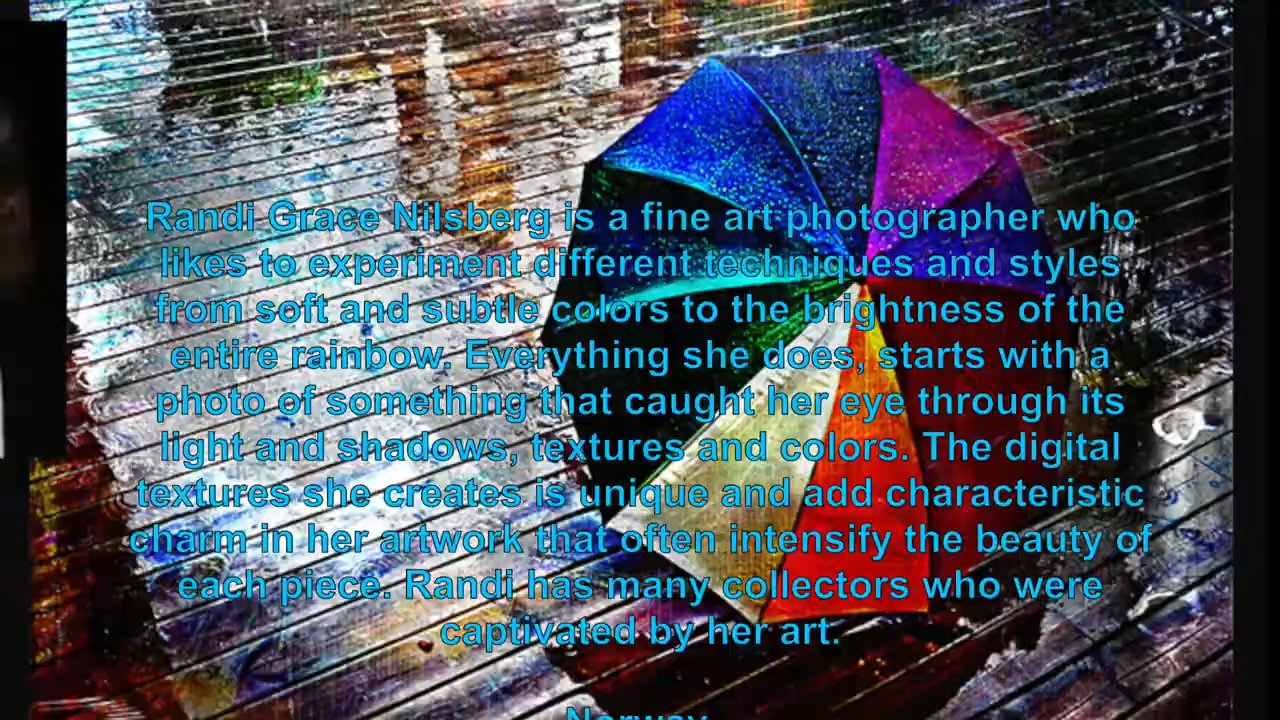 Randi Grace Nilsberg is a fine art photographer who
likes to experiment different techniques and styles
from soft and subtle colors to the brightness of the
entire rainbow. Everything she does, starts with a
photo of something that caught her eye through its
light and shadows, textures and colors. The digital
textures she creates is unique and add characteristic
charm in her artwork that often intensify the beauty of
each piece. Randi has many collectors who were
captivated by her art.
Norway